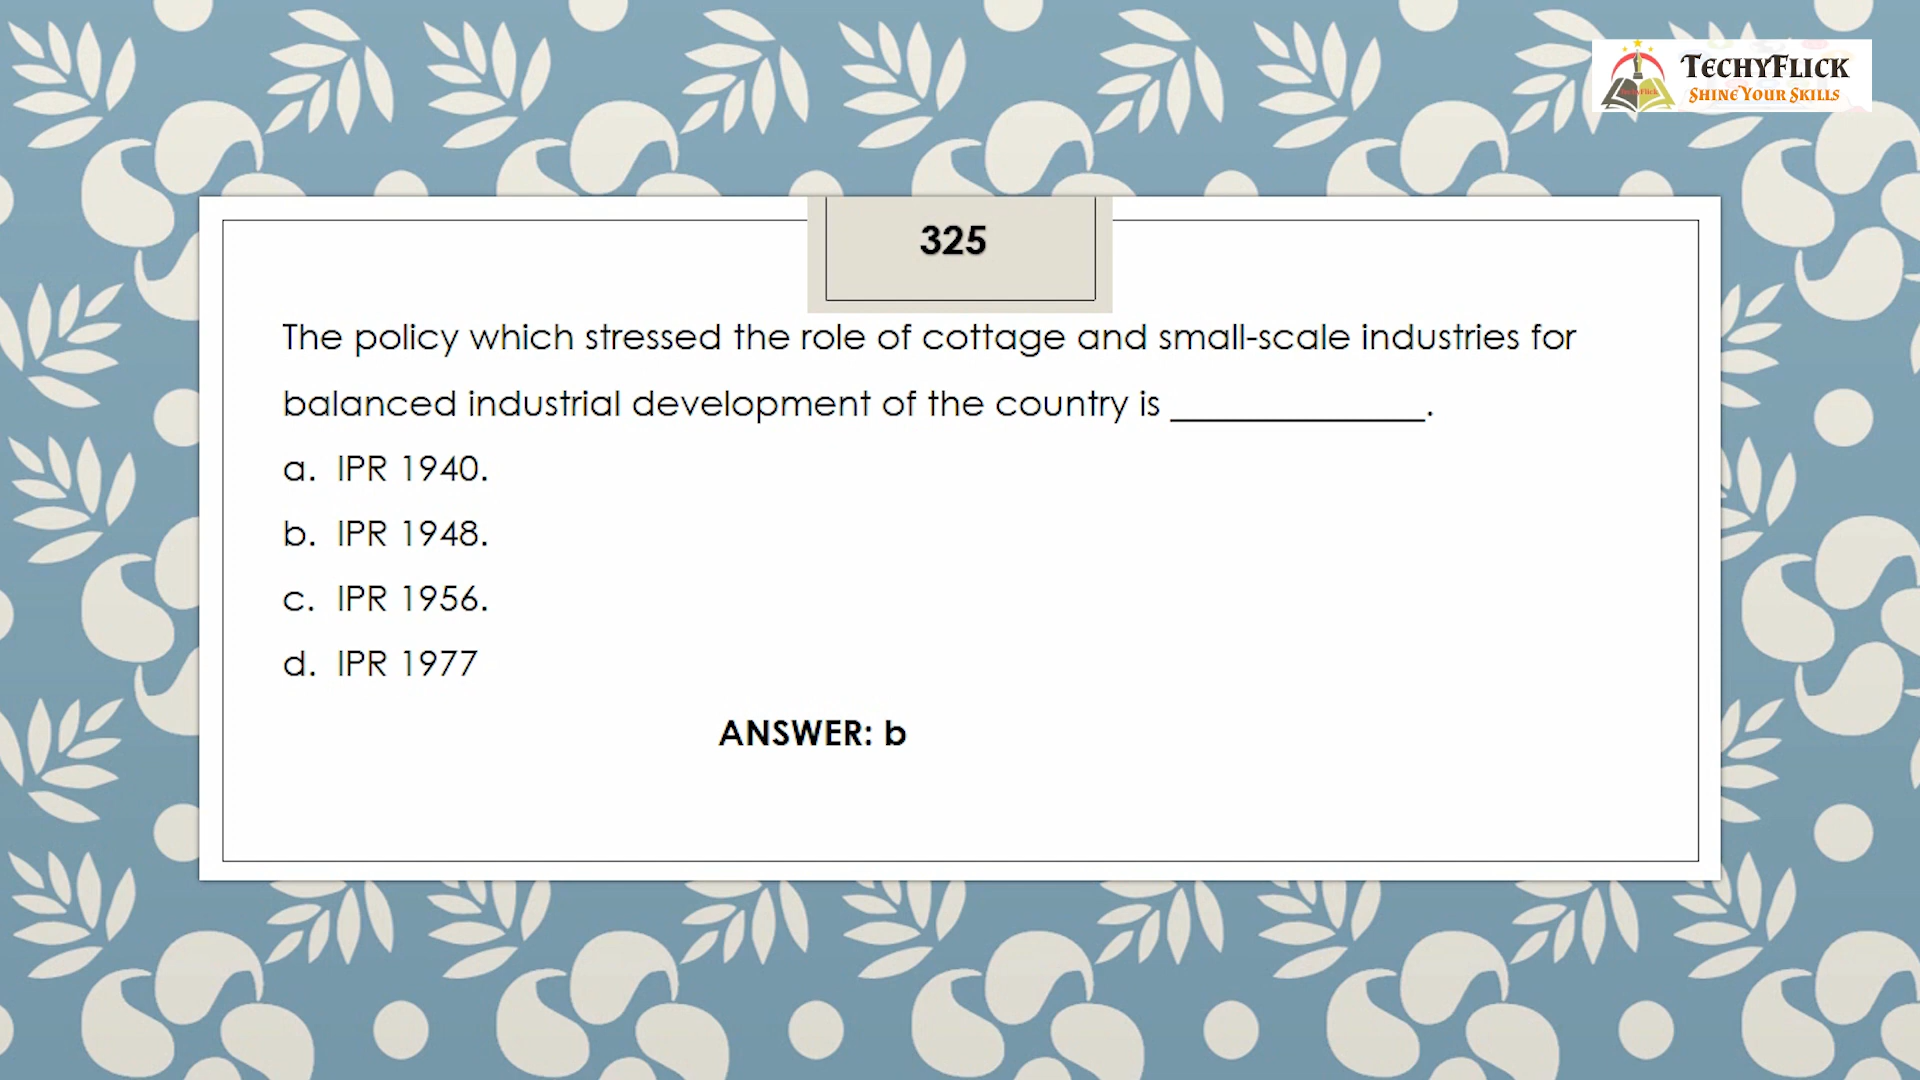 TECHYFLICK
SHINE YOUR SKILLS
325
The policy which stressed the role of cottage and small-scale industries for
balanced industrial development of the country is ______________.
a. IPR 1940.
b. IPR 1948.
c. IPR 1956.
d. IPR 1977
ANSWER: b